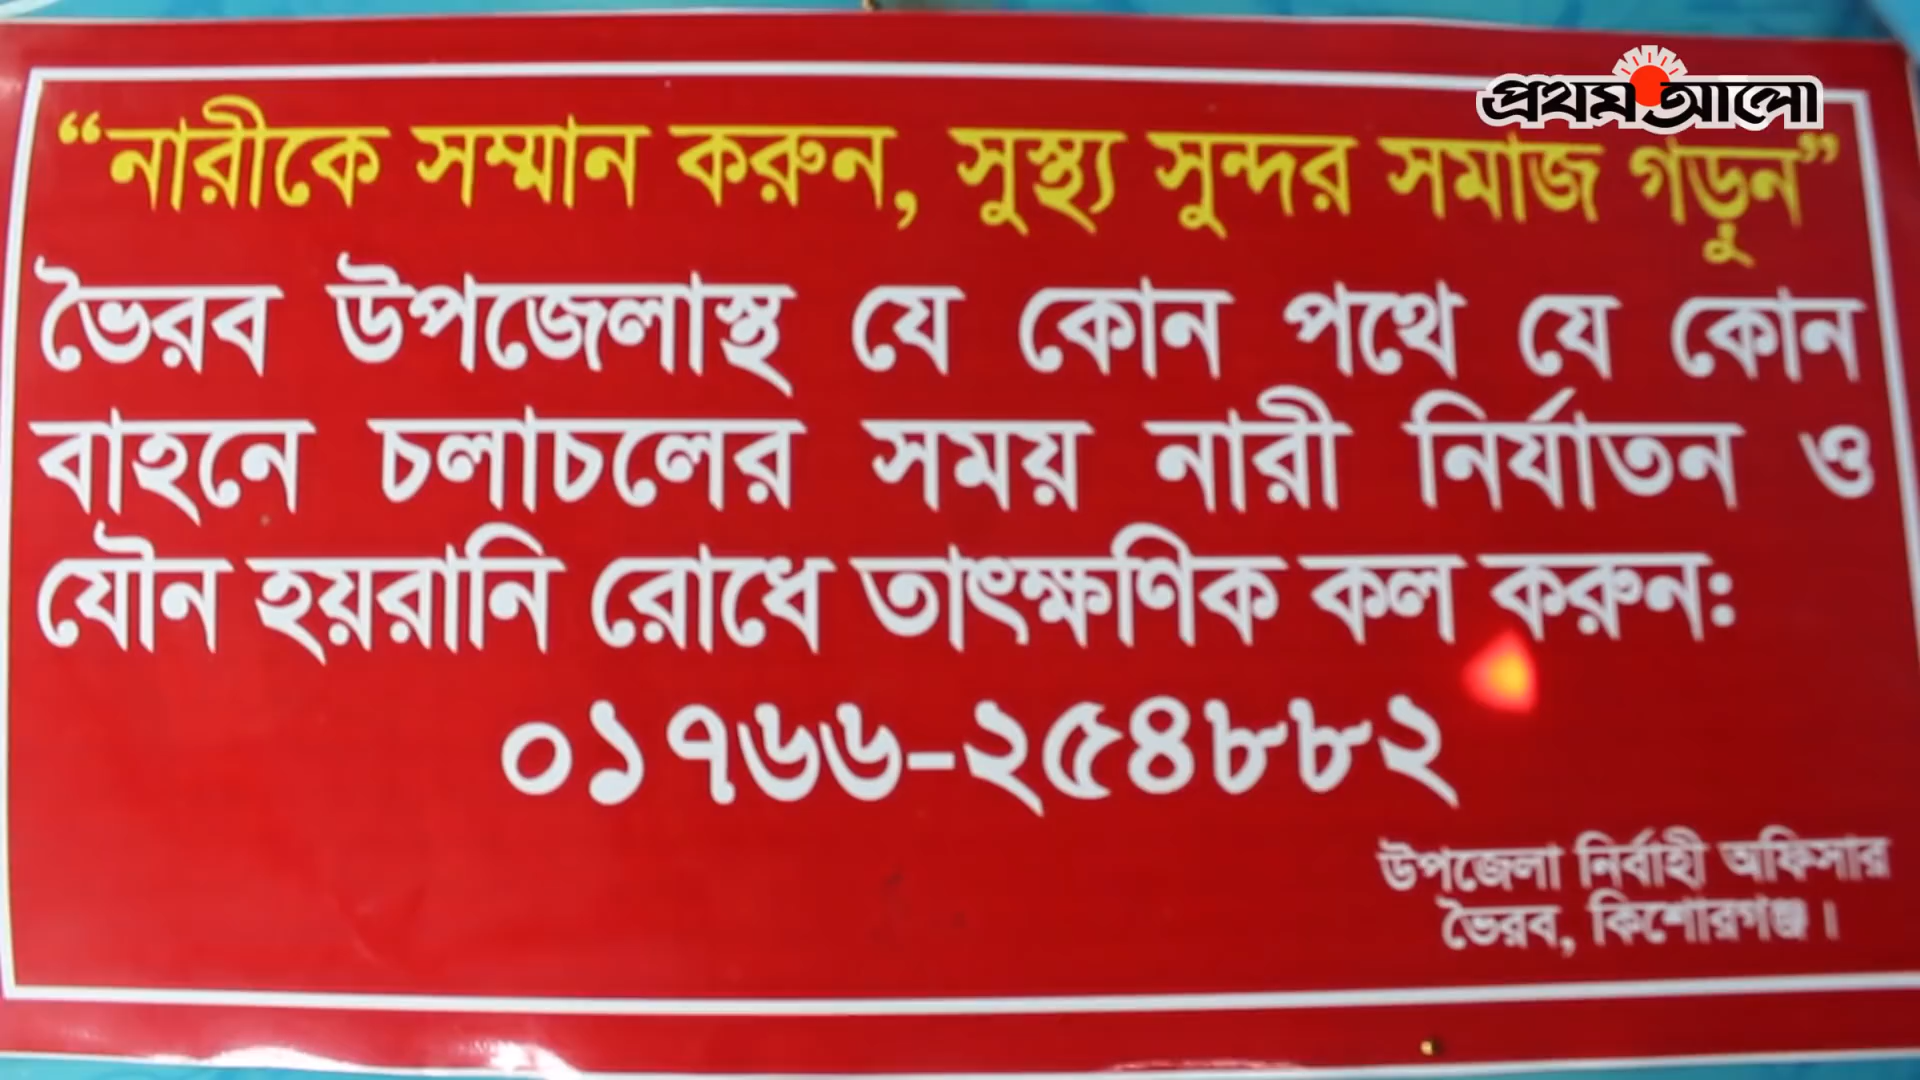 প্রথম আলো
“নারীকে সম্মান করুন, সুস্থ্য সুন্দর সমাজ গড়ুন”
ভৈরব উপজেলাস্থ যে কোন পথে যে কোন
বাহনে চলাচলের সময় নারী নির্যাতন ও
যৌন হয়রানি রোধে তাৎক্ষণিক কল করুন:
০১৭৬৬-২৫৪৮৮২
উপজেলা নির্বাহী অফিসার
ভৈরব, কিশোরগঞ্জ।